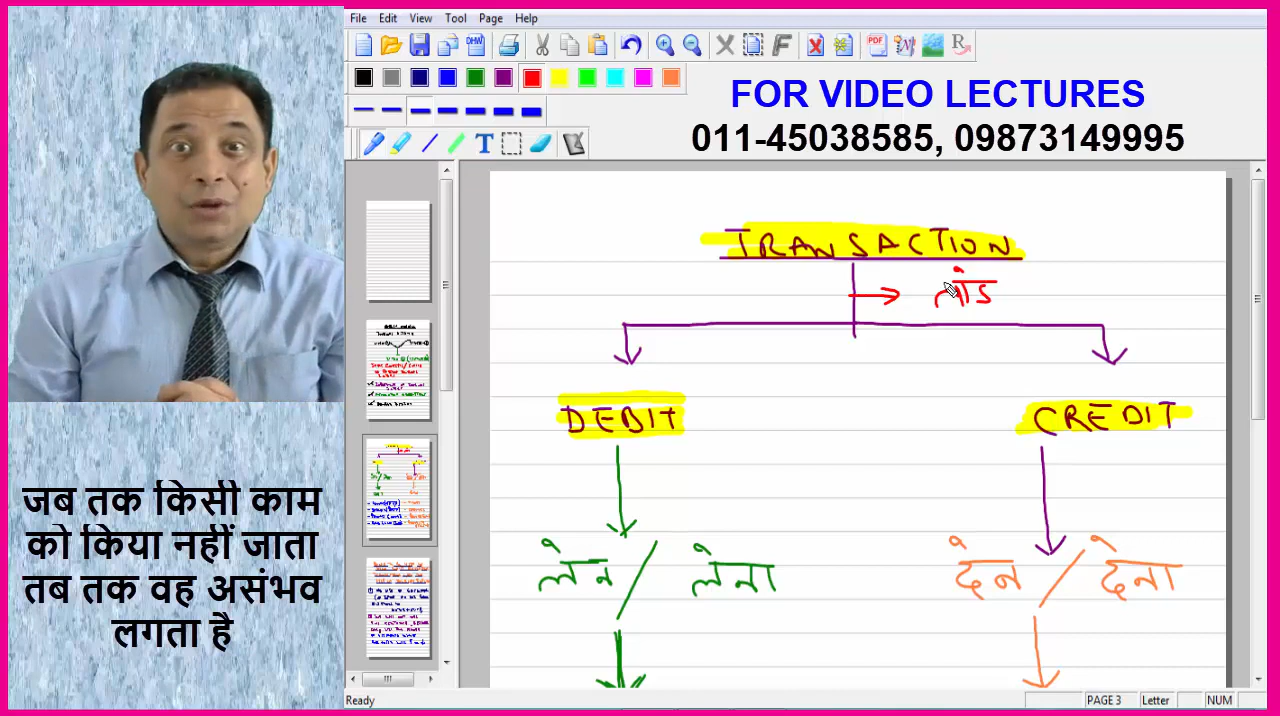 File Edit View Tool Page Help
FOR VIDEO LECTURES
011-45038585, 09873149995
TRANSACTION
DEBIT
CREDIT
लेन / लेना
देन / देना
जब तक किसी काम
को किया नहीं जाता
तब तक वह असंभव
लगता है
Ready
PAGE 3 Letter NUM